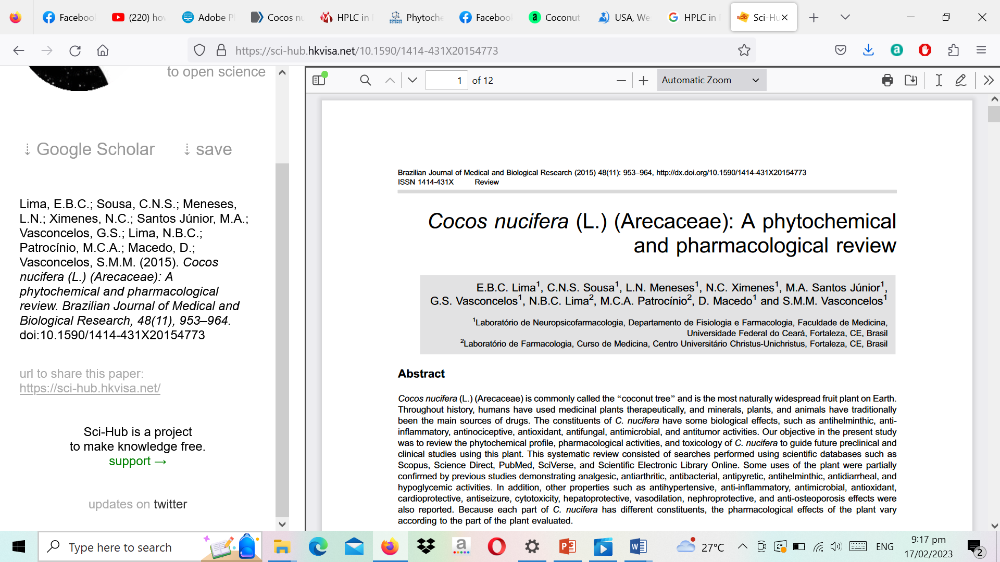 Facebool
(220) hov
Adobe P
Cocos nu
HPLC in
Phytoche
Facebool
Coconut
USA, We
HPLC in
Sci-Hu
https://sci-hub.hkvisa.net/10.1590/1414-431X20154773
to open science
1 of 12
Automatic Zoom
⇣ Google Scholar ⇣ save
Lima, E.B.C.; Sousa, C.N.S.; Meneses,
L.N.; Ximenes, N.C.; Santos Júnior, M.A.;
Vasconcelos, G.S.; Lima, N.B.C.;
Patrocínio, M.C.A.; Macedo, D.;
Vasconcelos, S.M.M. (2015). Cocos
nucifera (L.) (Arecaceae): A
phytochemical and pharmacological
review. Brazilian Journal of Medical and
Biological Research, 48(11), 953–964.
doi:10.1590/1414-431X20154773
url to share this paper:
https://sci-hub.hkvisa.net/
Sci-Hub is a project
to make knowledge free.
support →
updates on twitter
Brazilian Journal of Medical and Biological Research (2015) 48(11): 953–964, http://dx.doi.org/10.1590/1414-431X20154773
ISSN 1414-431X Review
Cocos nucifera (L.) (Arecaceae): A phytochemical
and pharmacological review
E.B.C. Lima1, C.N.S. Sousa1, L.N. Meneses1, N.C. Ximenes1, M.A. Santos Júnior1,
G.S. Vasconcelos1, N.B.C. Lima2, M.C.A. Patrocínio2, D. Macedo1 and S.M.M. Vasconcelos1
1Laboratório de Neuropsicofarmacologia, Departamento de Fisiologia e Farmacologia, Faculdade de Medicina,
Universidade Federal do Ceará, Fortaleza, CE, Brasil
2Laboratório de Farmacologia, Curso de Medicina, Centro Universitário Christus-Unichristus, Fortaleza, CE, Brasil
Abstract
Cocos nucifera (L.) (Arecaceae) is commonly called the “coconut tree” and is the most naturally widespread fruit plant on Earth.
Throughout history, humans have used medicinal plants therapeutically, and minerals, plants, and animals have traditionally
been the main sources of drugs. The constituents of C. nucifera have some biological effects, such as antihelminthic, anti-
inflammatory, antinociceptive, antioxidant, antifungal, antimicrobial, and antitumor activities. Our objective in the present study
was to review the phytochemical profile, pharmacological activities, and toxicology of C. nucifera to guide future preclinical and
clinical studies using this plant. This systematic review consisted of searches performed using scientific databases such as
Scopus, Science Direct, PubMed, SciVerse, and Scientific Electronic Library Online. Some uses of the plant were partially
confirmed by previous studies demonstrating analgesic, antiarthritic, antibacterial, antipyretic, antihelminthic, antidiarrheal, and
hypoglycemic activities. In addition, other properties such as antihypertensive, anti-inflammatory, antimicrobial, antioxidant,
cardioprotective, antiseizure, cytotoxicity, hepatoprotective, vasodilation, nephroprotective, and anti-osteoporosis effects were
also reported. Because each part of C. nucifera has different constituents, the pharmacological effects of the plant vary
according to the part of the plant evaluated.
Type here to search
27°C
ENG
9:17 pm
17/02/2023
2